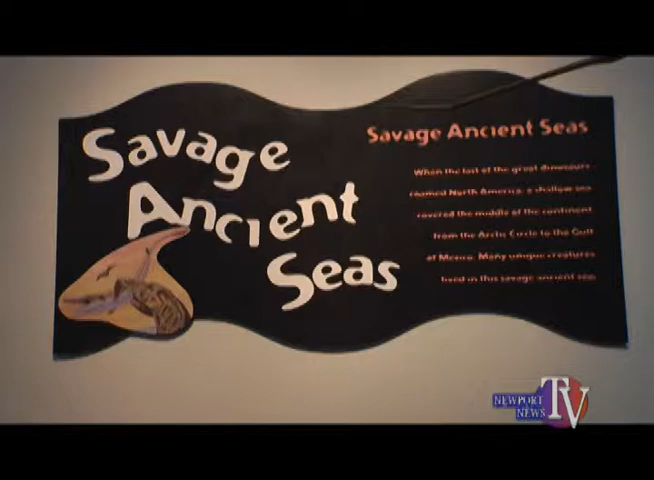 Savage
Ancient
Seas
Savage Ancient Seas
When the last of the great dinosaurs
roamed North America, a shallow sea
covered the middle of the continent
from the Arctic Circle to the Gulf
of Mexico. Many unique creatures
lived in this savage ancient sea.
NEWPORT
NEWS
TV